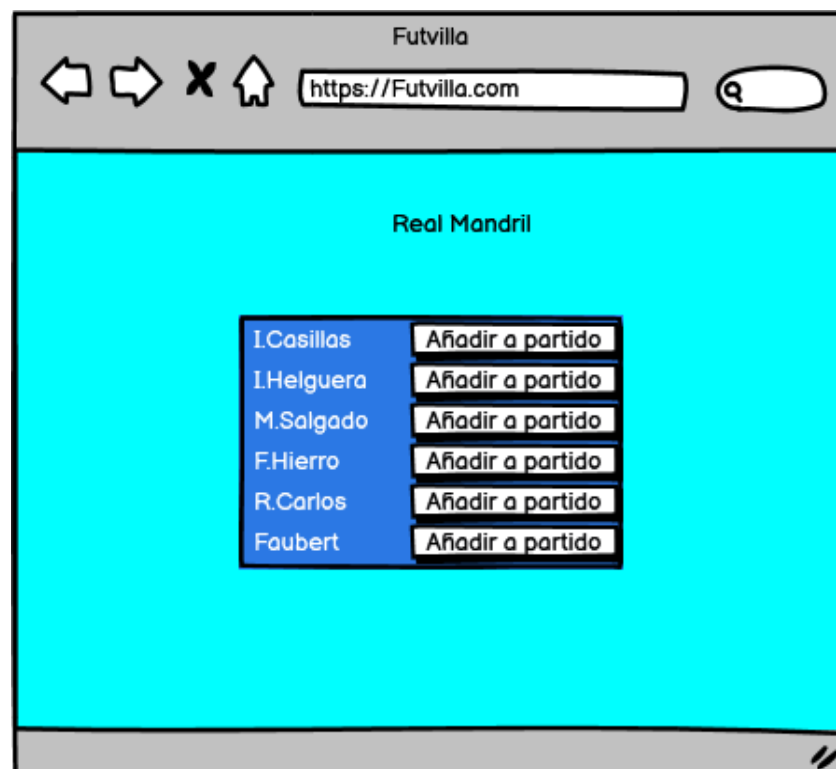 Futvilla
https://Futvilla.com
Real Mandril
I.Casillas Añadir a partido
I.Helguera Añadir a partido
M.Salgado Añadir a partido
F.Hierro Añadir a partido
R.Carlos Añadir a partido
Faubert Añadir a partido